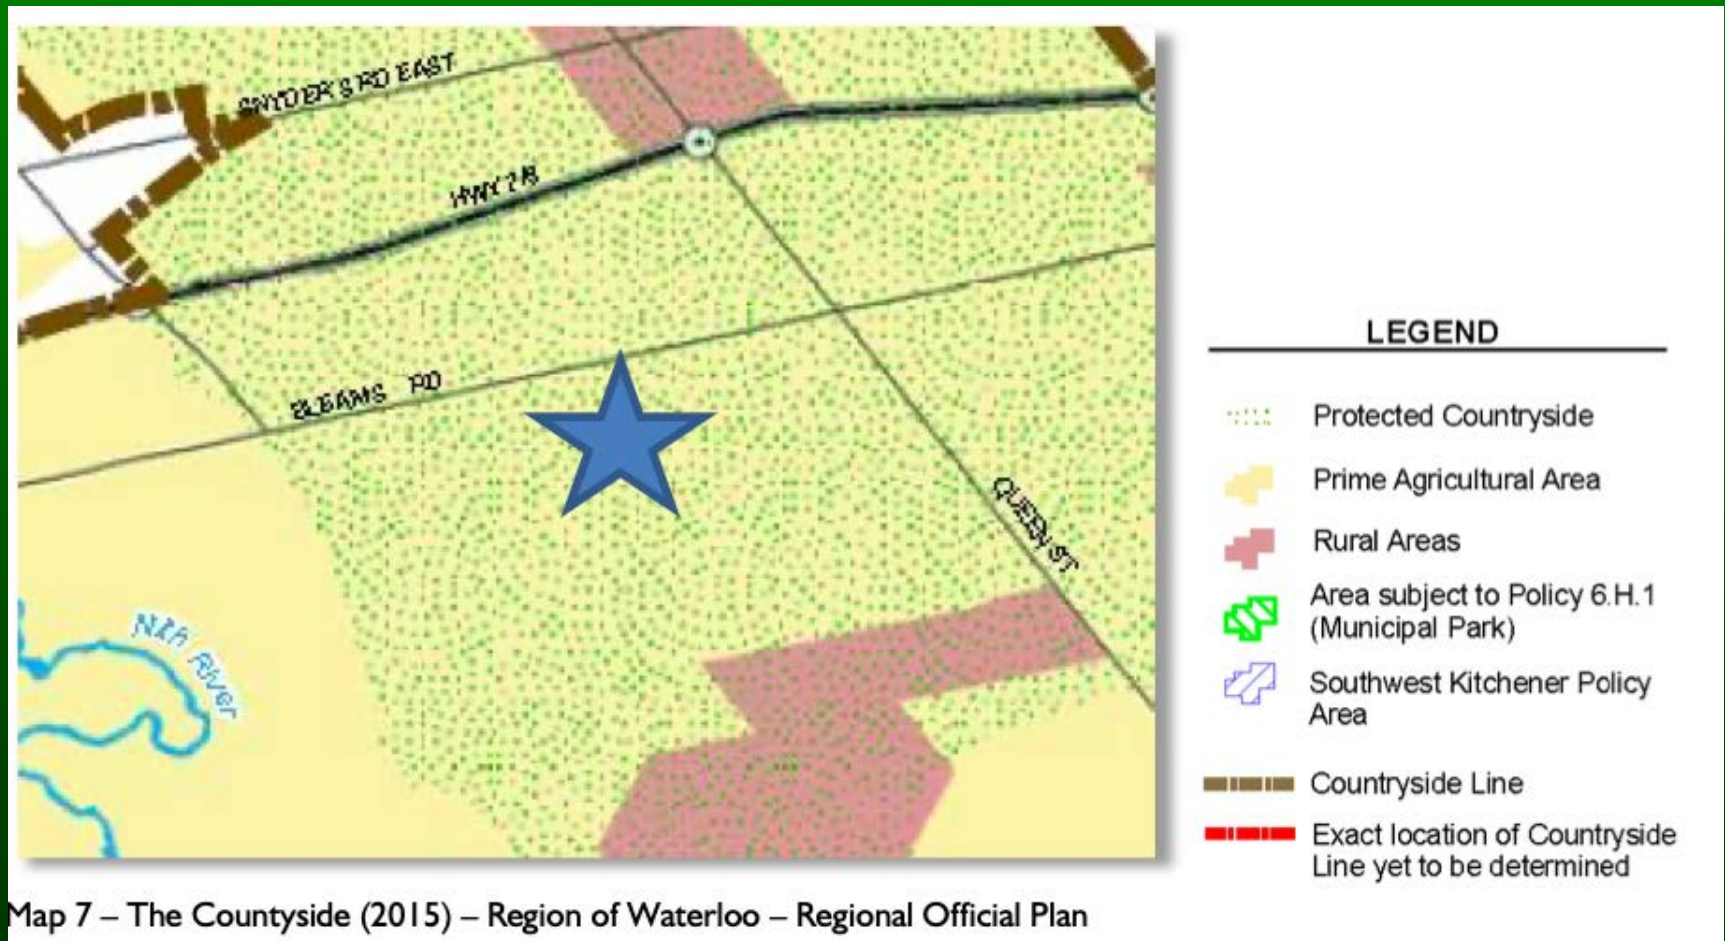 SNYDER'S RD EAST
HWY 7/8
BLEAMS RD
QUEEN ST
Nith River
LEGEND
Protected Countryside
Prime Agricultural Area
Rural Areas
Area subject to Policy 6.H.1
(Municipal Park)
Southwest Kitchener Policy
Area
Countryside Line
Exact location of Countryside
Line yet to be determined
Map 7 – The Countyside (2015) – Region of Waterloo – Regional Official Plan